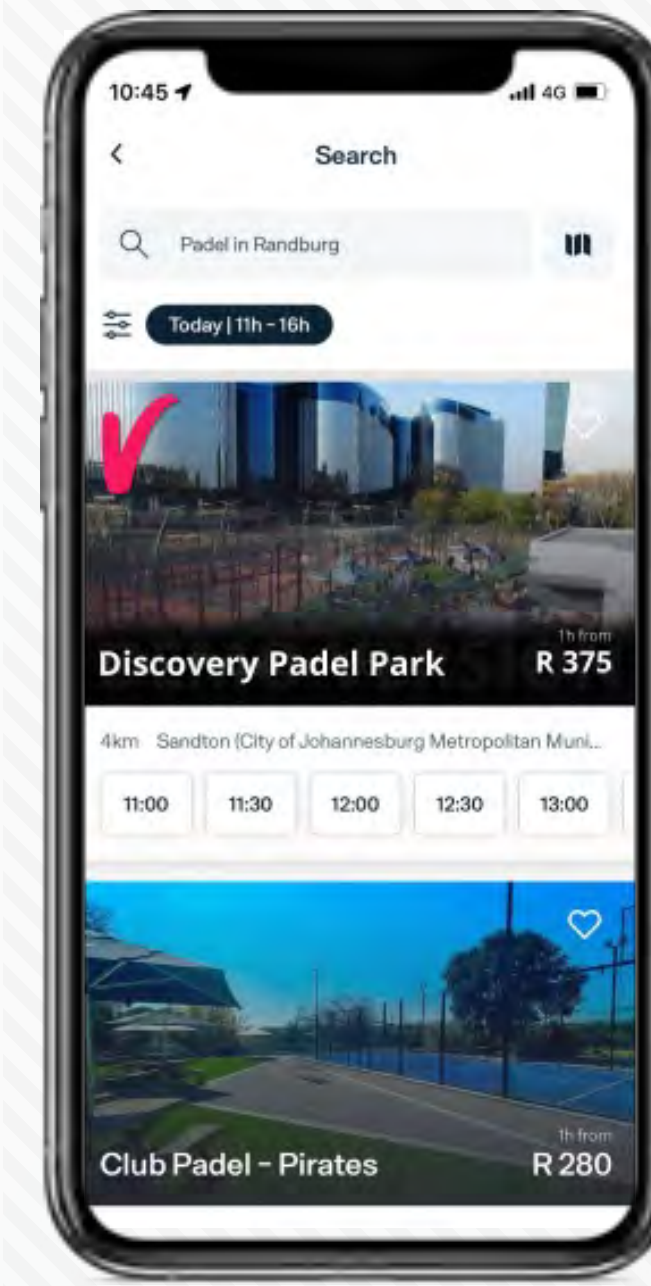 10:45
4G
Search
Padel in Randburg
Today | 11h - 16h
1h from
Discovery Padel Park
R 375
4km Sandton (City of Johannesburg Metropolitan Muni...
11:00 11:30 12:00 12:30 13:00
1h from
Club Padel - Pirates
R 280